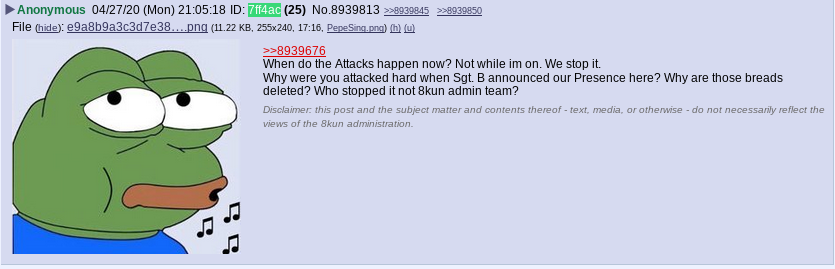 Anonymous 04/27/20 (Mon) 21:05:18 ID: 7ff4ac (25) No.8939813 >>8939845 >>8939850
File (hide): e9a8b9a3c3d7e38….png (11.22 KB, 255x240, 17:16, PepeSing.png) (h) (u)
>>8939676
When do the Attacks happen now? Not while im on. We stop it.
Why were you attacked hard when Sgt. B announced our Presence here? Why are those breads
deleted? Who stopped it not 8kun admin team?
Disclaimer: this post and the subject matter and contents thereof - text, media, or otherwise - do not necessarily reflect the
views of the 8kun administration.